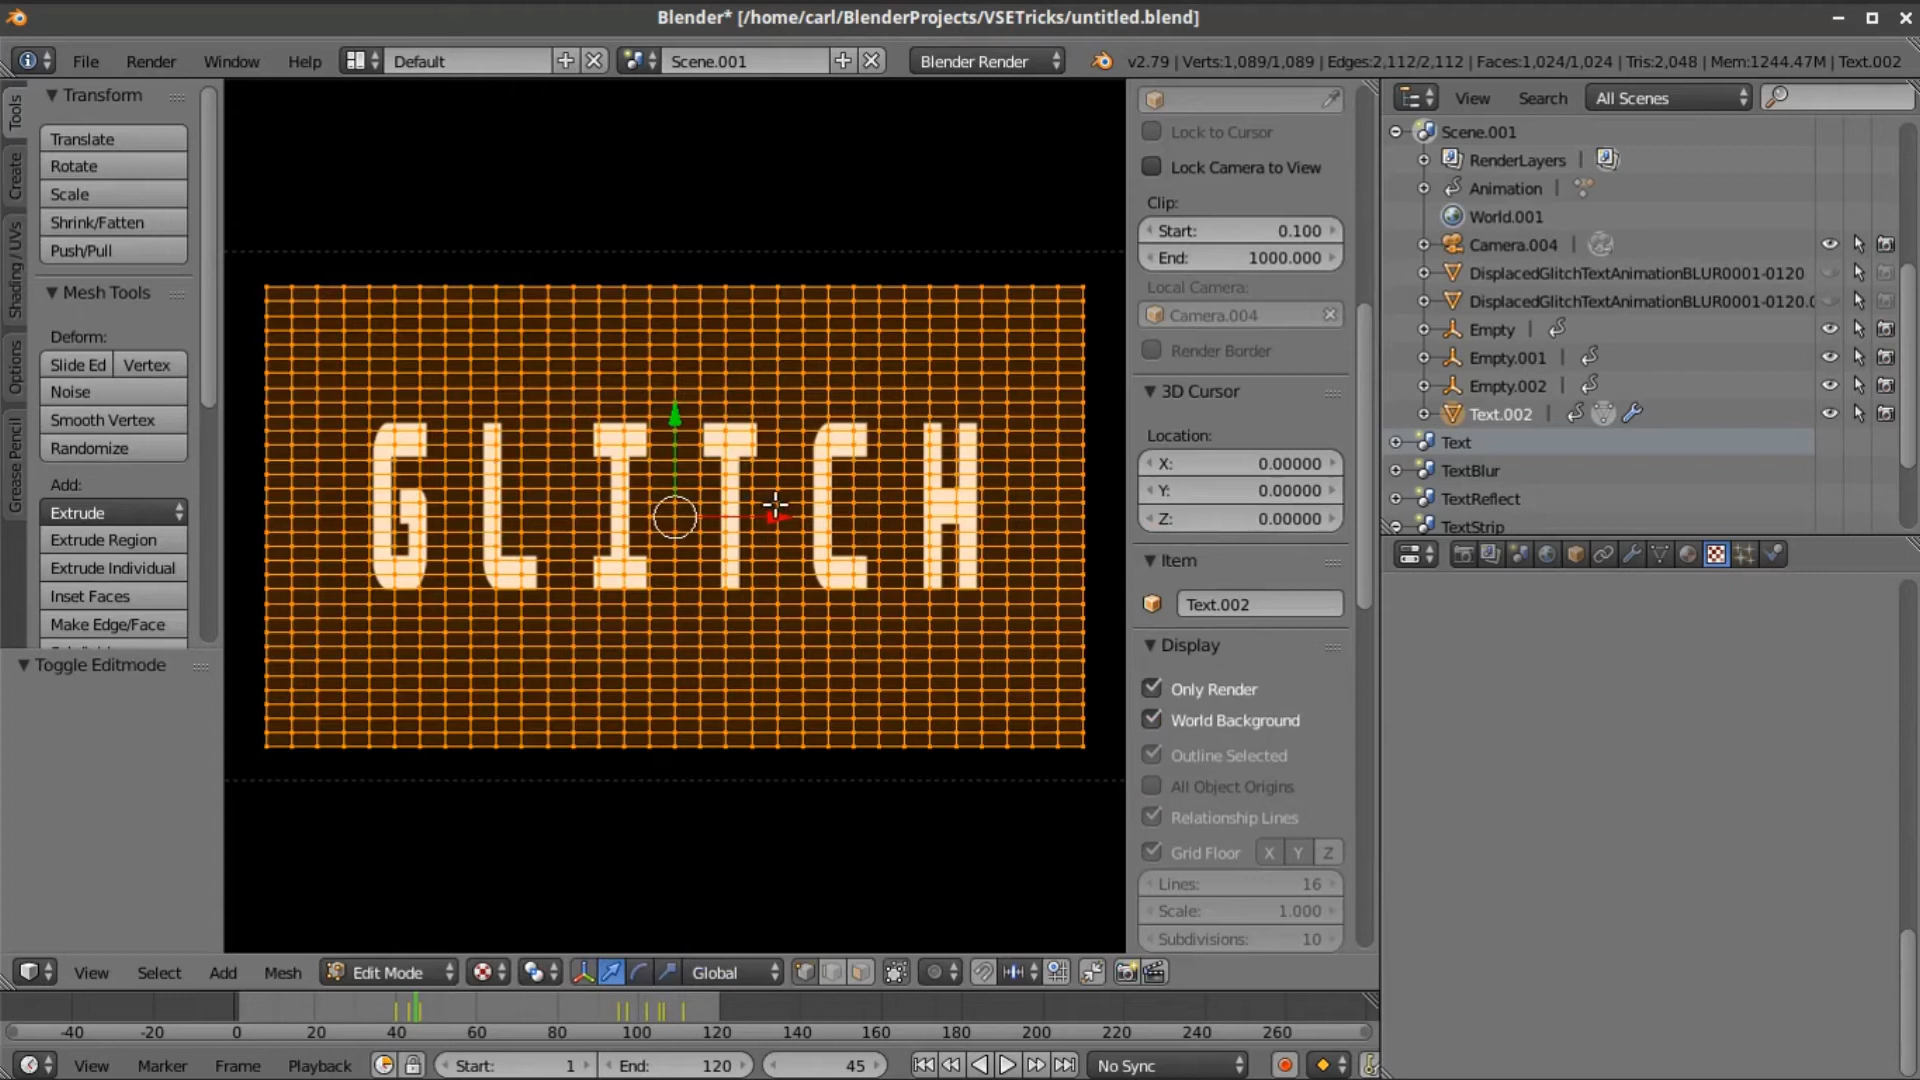 Blender* [/home/carl/BlenderProjects/VSETricks/untitled.blend]
File Render Window Help Default Scene.001 Blender Render v2.79 | Verts:1,089/1,089 | Edges:2,112/2,112 | Faces:1,024/1,024 | Tris:2,048 | Mem:1244.47M | Text.002
Tools
Create
Shading / UVs
Options
Grease Pencil
Transform
Translate
Rotate
Scale
Shrink/Fatten
Push/Pull
Mesh Tools
Deform:
Slide Ed Vertex
Noise
Smooth Vertex
Randomize
Add:
Extrude
Extrude Region
Extrude Individual
Inset Faces
Make Edge/Face
Toggle Editmode
GLITCH
Lock to Cursor
Lock Camera to View
Clip:
Start: 0.100
End: 1000.000
Local Camera:
Camera.004
Render Border
3D Cursor
Location:
X: 0.00000
Y: 0.00000
Z: 0.00000
Item
Text.002
Display
Only Render
World Background
Outline Selected
All Object Origins
Relationship Lines
Grid Floor X Y Z
Lines: 16
Scale: 1.000
Subdivisions: 10
View Search All Scenes
Scene.001
RenderLayers
Animation
World.001
Camera.004
DisplacedGlitchTextAnimationBLUR0001-0120
DisplacedGlitchTextAnimationBLUR0001-0120.0
Empty
Empty.001
Empty.002
Text.002
Text
TextBlur
TextReflect
TextStrip
View Select Add Mesh Edit Mode Global
-40 -20 0 20 40 60 80 100 120 140 160 180 200 220 240 260
View Marker Frame Playback Start: 1 End: 120 45 No Sync